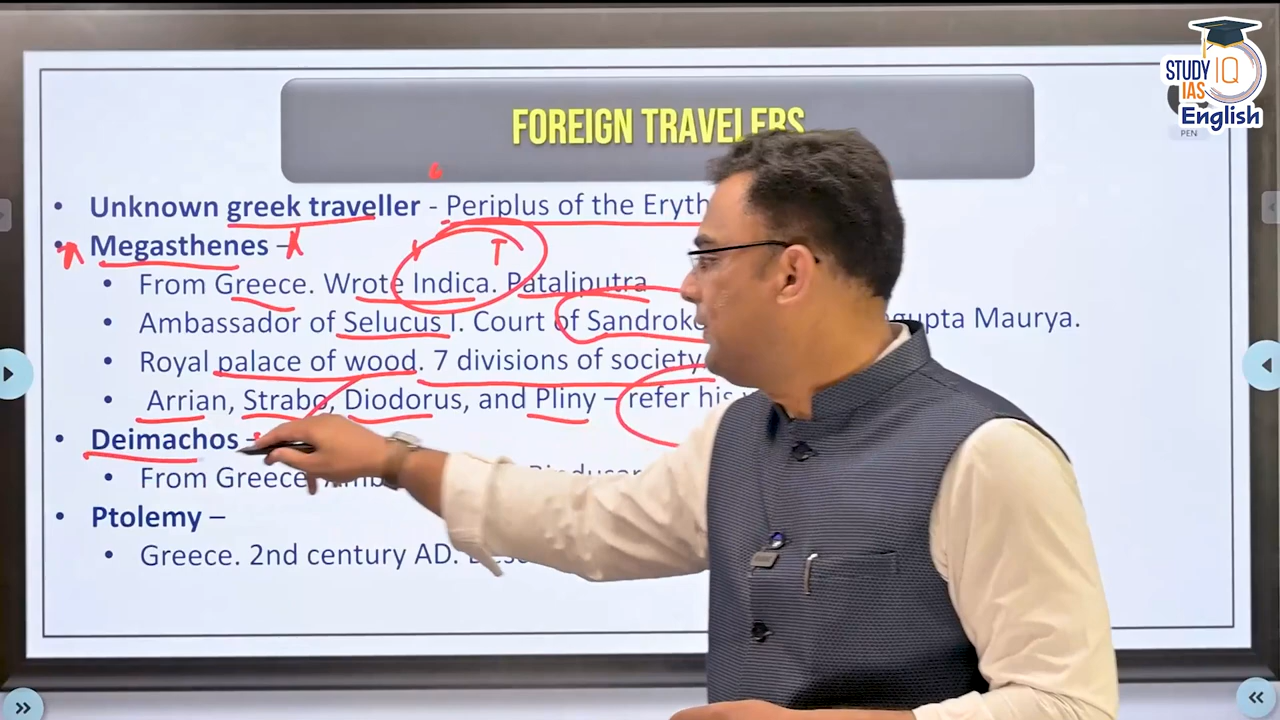 STUDY IQ
IAS
English
PEN
FOREIGN TRAVELERS
• Unknown greek traveller - Periplus of the Eryth
• Megasthenes –
• From Greece. Wrote Indica. Pataliputra
• Ambassador of Selucus I. Court of Sandrok gupta Maurya.
• Royal palace of wood. 7 divisions of society
• Arrian, Strabo, Diodorus, and Pliny – refer his
• Deimachos -
• From Greece.
• Ptolemy –
• Greece. 2nd century AD.